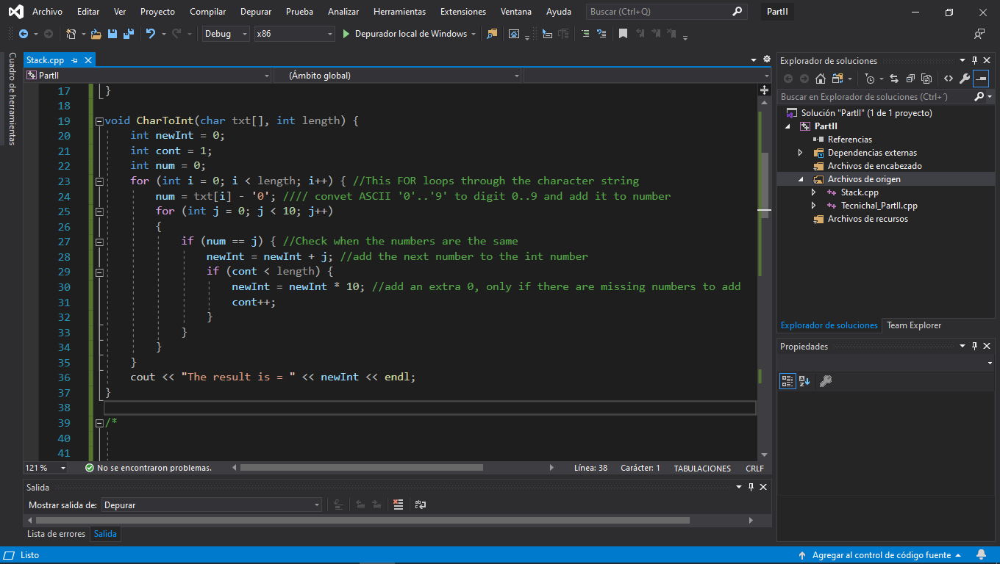 Archivo Editar Ver Proyecto Compilar Depurar Prueba Analizar Herramientas Extensiones Ventana Ayuda Buscar (Ctrl+Q) PartII
Debug x86 Depurador local de Windows
Cuadro de herramientas
Stack.cpp
PartII (Ámbito global)
17 }
18
19 void CharToInt(char txt[], int length) {
20 int newInt = 0;
21 int cont = 1;
22 int num = 0;
23 for (int i = 0; i < length; i++) { //This FOR loops through the character string
24 num = txt[i] - '0'; //// convet ASCII '0'..'9' to digit 0..9 and add it to number
25 for (int j = 0; j < 10; j++)
26 {
27 if (num == j) { //Check when the numbers are the same
28 newInt = newInt + j; //add the next number to the int number
29 if (cont < length) {
30 newInt = newInt * 10; //add an extra 0, only if there are missing numbers to add
31 cont++;
32 }
33 }
34 }
35 }
36 cout << "The result is = " << newInt << endl;
37 }
38
39 /*
40
41
121 % No se encontraron problemas. Línea: 38 Carácter: 1 TABULACIONES CRLF
Salida
Mostrar salida de: Depurar
Lista de errores Salida
Explorador de soluciones
Buscar en Explorador de soluciones (Ctrl+´)
Solución "PartII" (1 de 1 proyecto)
PartII
Referencias
Dependencias externas
Archivos de encabezado
Archivos de origen
Stack.cpp
Tecnichal_PartII.cpp
Archivos de recursos
Explorador de soluciones Team Explorer
Propiedades
Listo Agregar al control de código fuente